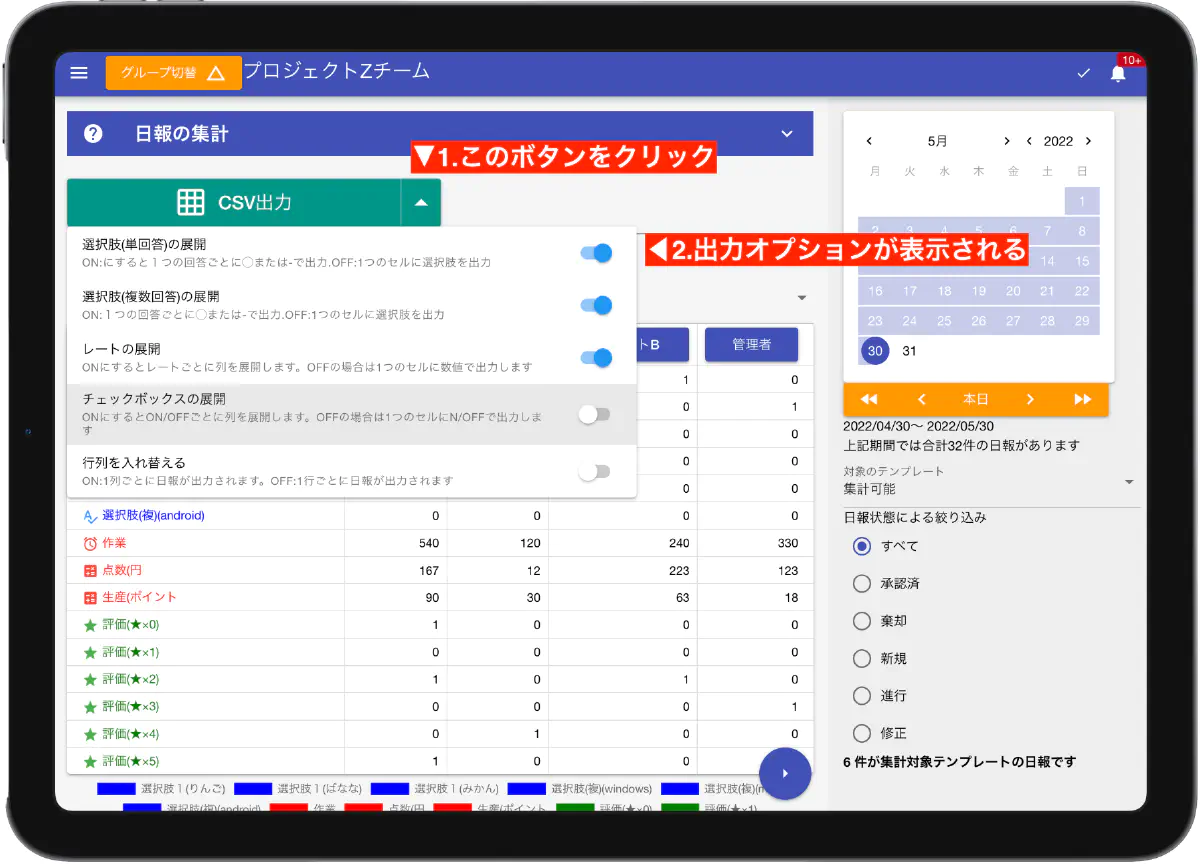 グループ切替
プロジェクトZチーム
10+
日報の集計
▼1.このボタンをクリック
CSV出力
◀2.出力オプションが表示される
選択肢(単回答)の展開
ON:にすると１つの回答ごとに◯または-で出力.OFF:1つのセルに選択肢を出力
選択肢(複数回答)の展開
ON:１つの回答ごとに◯または-で出力.OFF:1つのセルに選択肢を出力
レートの展開
ONにするとレートごとに列を展開します。OFFの場合は1つのセルに数値で出力します
チェックボックスの展開
ONにするとON/OFFごとに列を展開します。OFFの場合は1つのセルにN/OFFで出力しま
す
行列を入れ替える
ON:1列ごとに日報が出力されます。OFF:1行ごとに日報が出力されます
トB 管理者
1 0
0 1
0 0
0 0
0 0
選択肢(複)(android) 0 0 0 0
作業 540 120 240 330
点数(円 167 12 223 123
生産(ポイント 90 30 63 18
評価(★×0) 1 0 0 0
評価(★×1) 0 0 0 0
評価(★×2) 1 0 1 0
評価(★×3) 0 0 0 1
評価(★×4) 0 1 0 0
評価(★×5) 1 0 0
選択肢１(りんご) 選択肢１(ばなな) 選択肢１(みかん) 選択肢(複)(windows) 選択肢(複)(m
選択肢(複)(android) 作業 点数(円 生産(ポイント 評価(★×0) 評価(★×1)
5月 2022
月 火 水 木 金 土 日
1
2 3 4 5 6 7 8
14 15
16 17 18 19 20 21 22
23 24 25 26 27 28 29
30 31
本日
2022/04/30〜 2022/05/30
上記期間では合計32件の日報があります
対象のテンプレート
集計可能
日報状態による絞り込み
すべて
承認済
棄却
新規
進行
修正
6 件が集計対象テンプレートの日報です